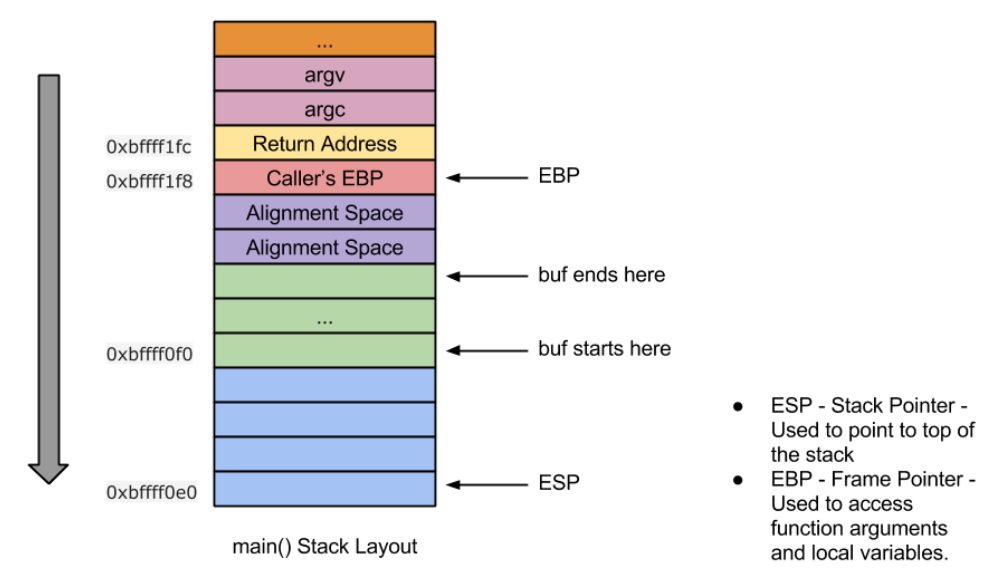 ...
argv
argc
0xbffff1fc
Return Address
0xbffff1f8
Caller's EBP
EBP
Alignment Space
Alignment Space
buf ends here
...
0xbffff0f0
buf starts here
0xbffff0e0
ESP
main() Stack Layout
● ESP - Stack Pointer -
Used to point to top of
the stack
● EBP - Frame Pointer -
Used to access
function arguments
and local variables.